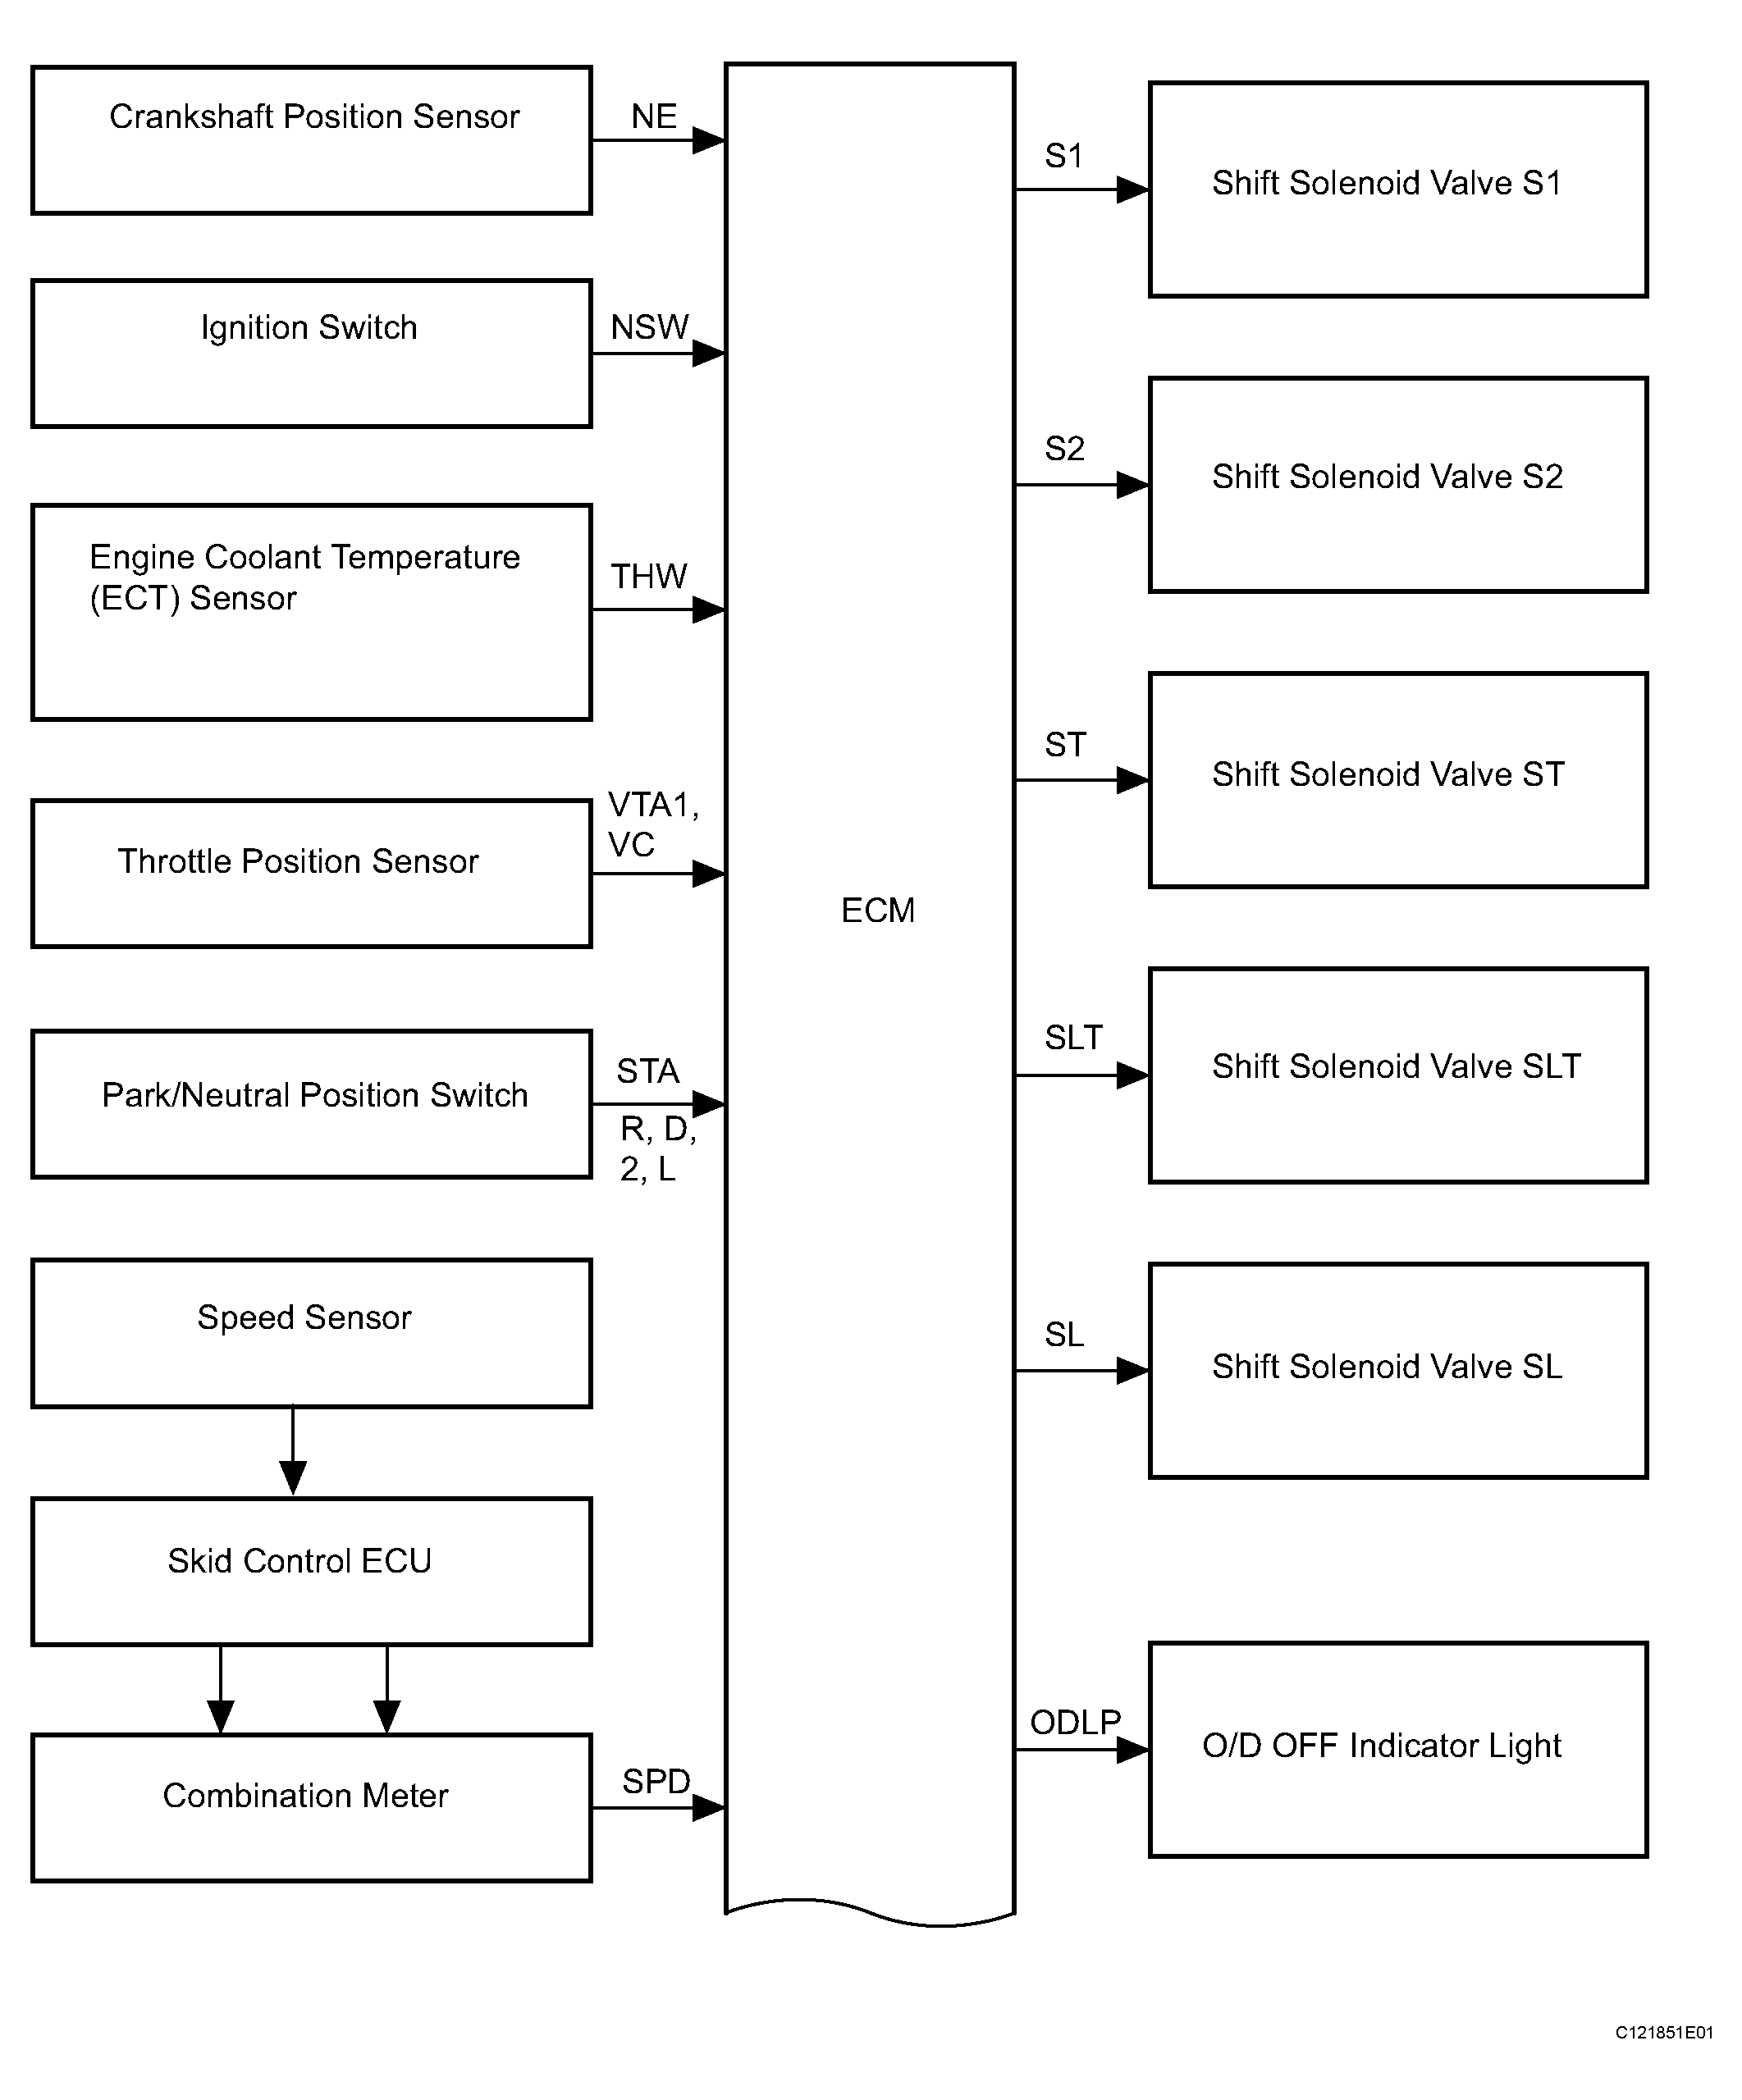 Crankshaft Position Sensor
NE
Ignition Switch
NSW
Engine Coolant Temperature
(ECT) Sensor
THW
Throttle Position Sensor
VTA1,
VC
Park/Neutral Position Switch
STA
R, D,
2, L
Speed Sensor
Skid Control ECU
Combination Meter
SPD
ECM
S1
Shift Solenoid Valve S1
S2
Shift Solenoid Valve S2
ST
Shift Solenoid Valve ST
SLT
Shift Solenoid Valve SLT
SL
Shift Solenoid Valve SL
ODLP
O/D OFF Indicator Light
C121851E01